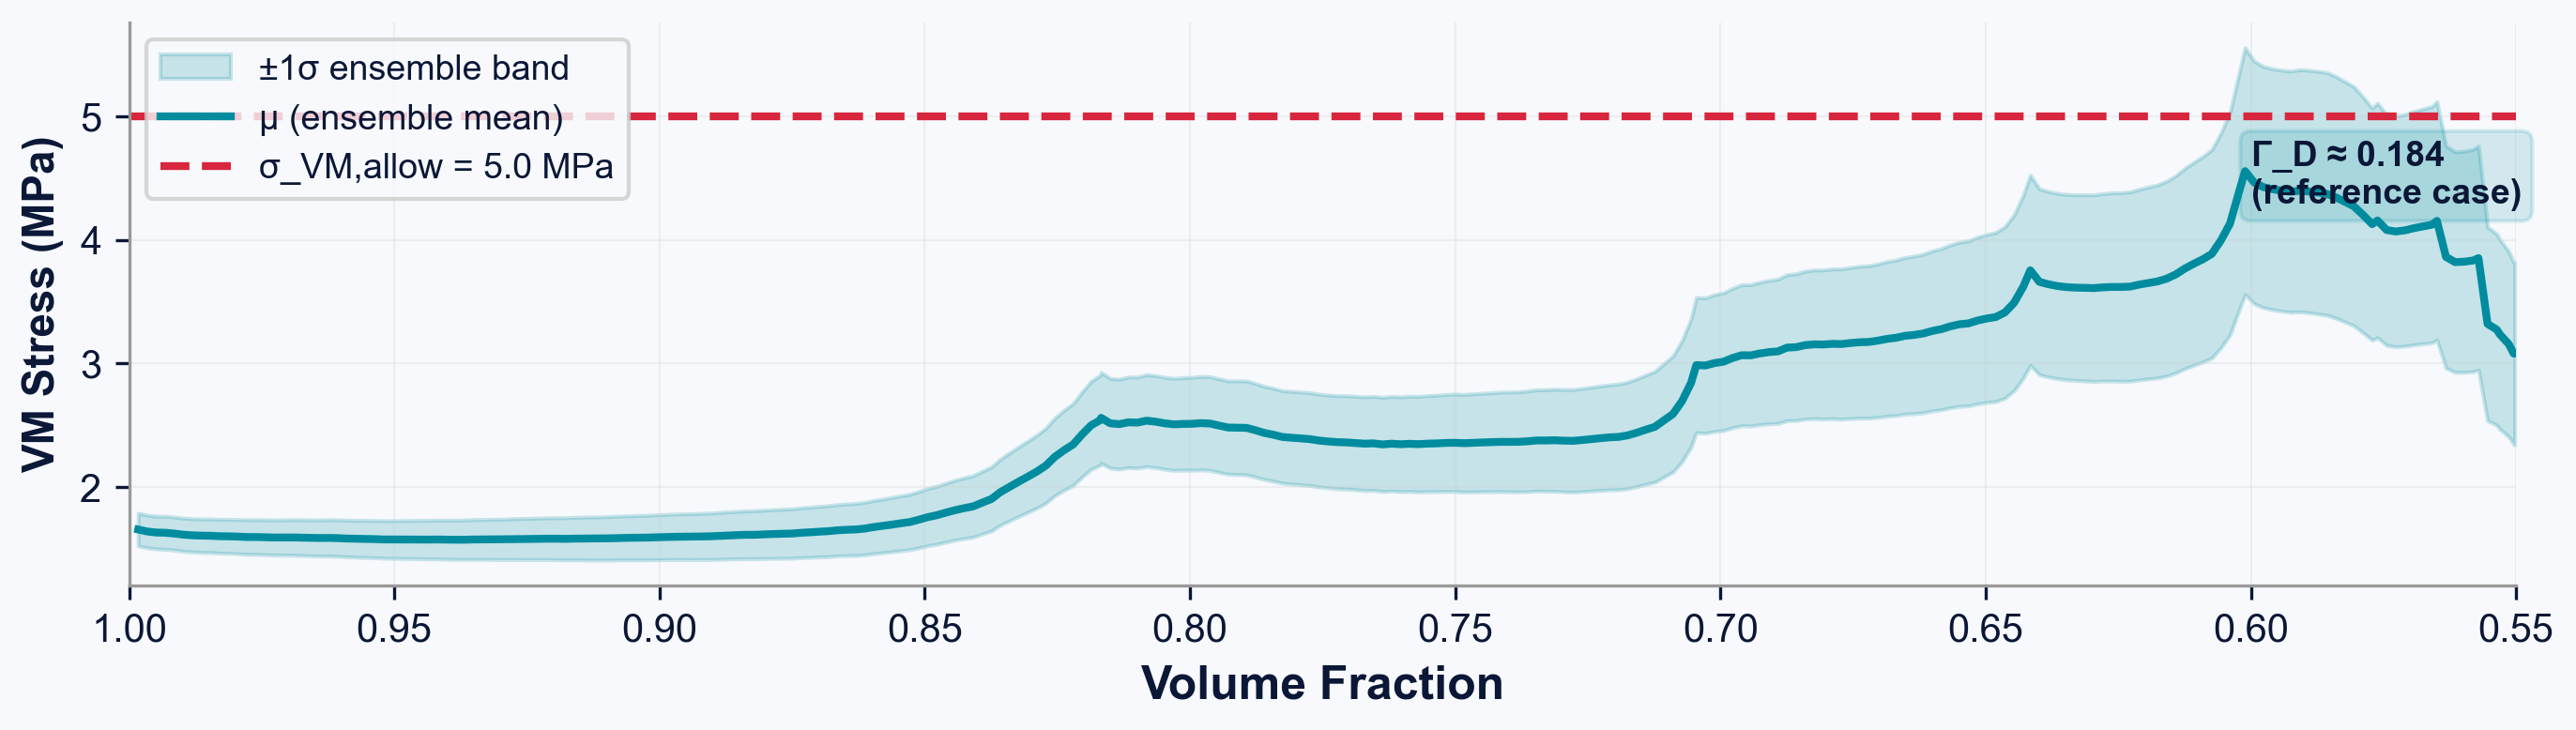 ±1σ ensemble band
μ (ensemble mean)
σ_VM,allow = 5.0 MPa
Γ_D ≈ 0.184
(reference case)
VM Stress (MPa)
5
4
3
2
1.00 0.95 0.90 0.85 0.80 0.75 0.70 0.65 0.60 0.55
Volume Fraction